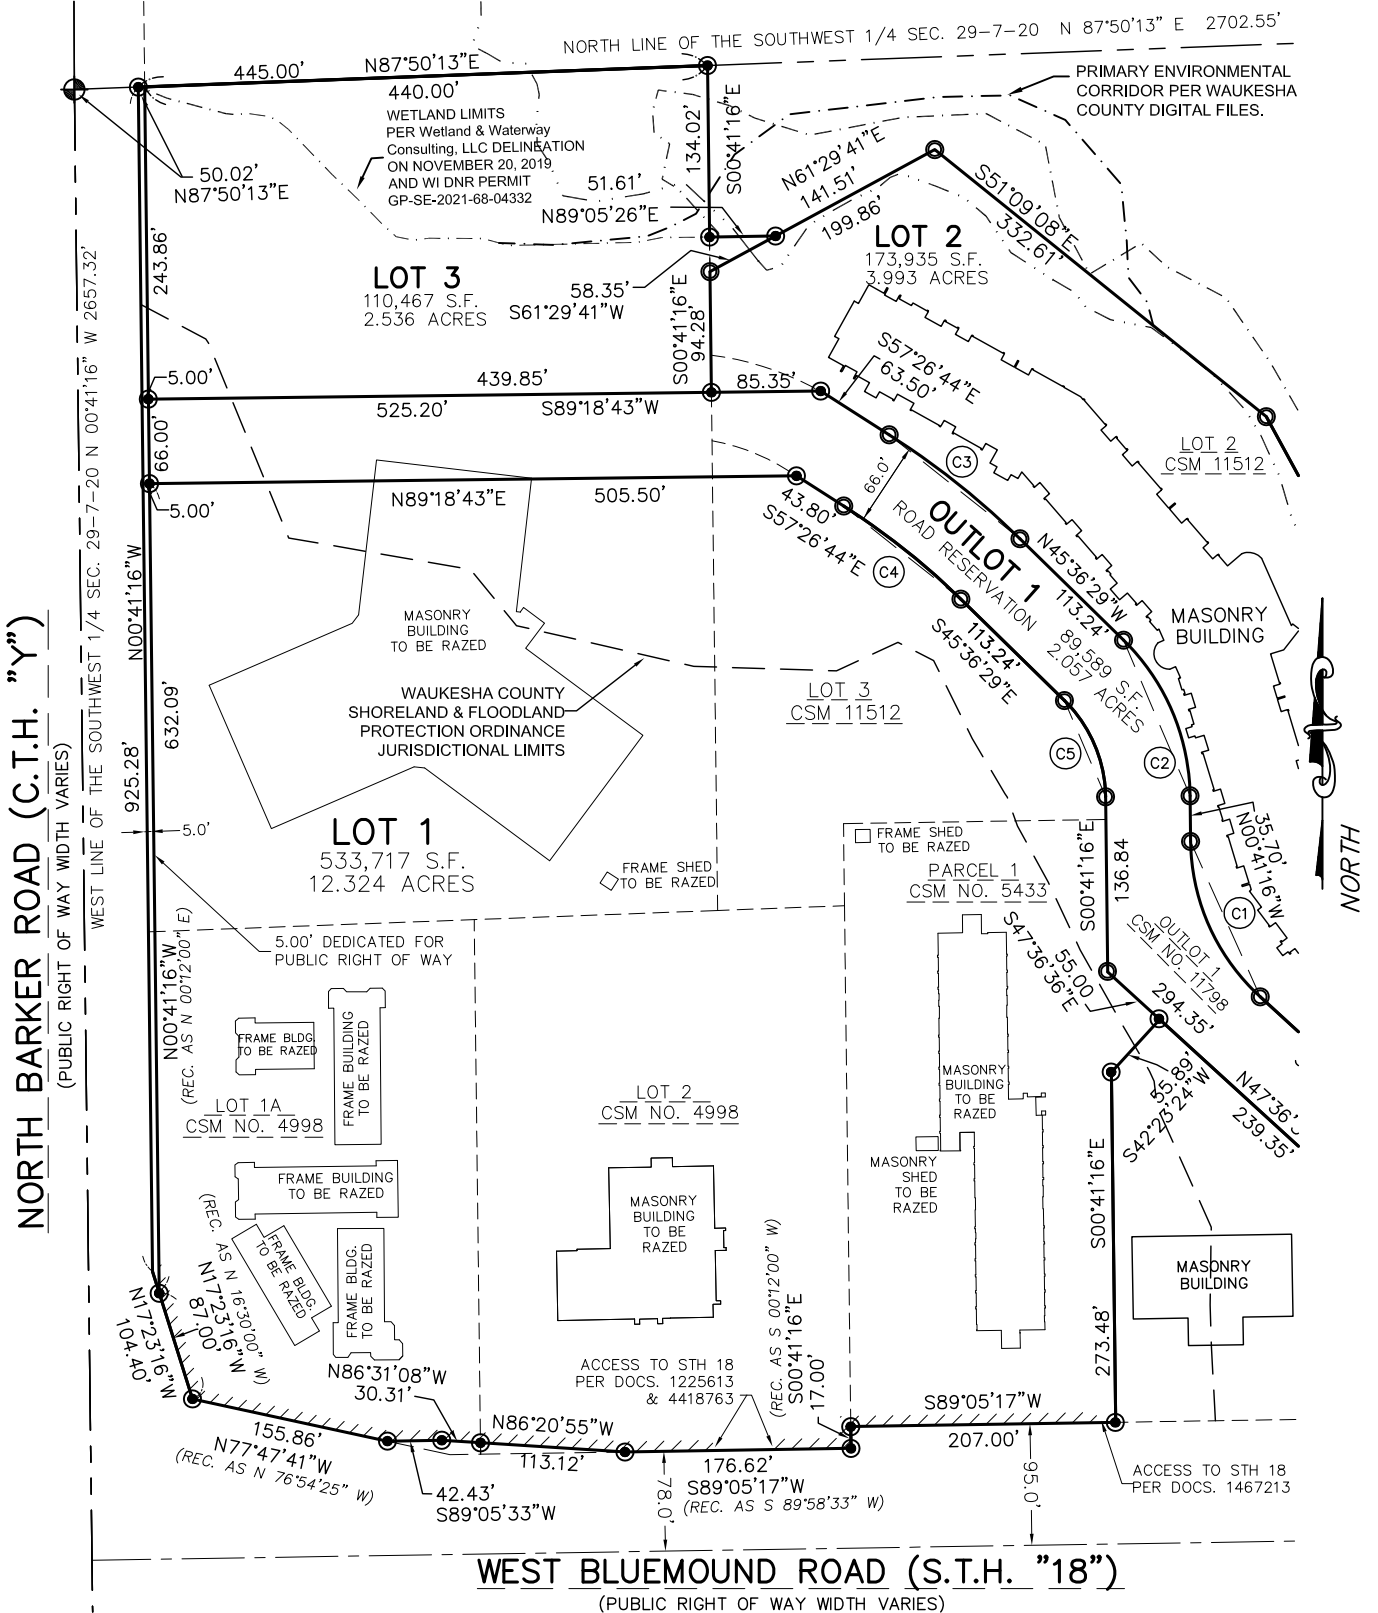 NORTH LINE OF THE SOUTHWEST 1/4 SEC. 29-7-20 N 87°50'13" E 2702.55'
445.00'
N87°50'13"E
440.00'
PRIMARY ENVIRONMENTAL
CORRIDOR PER WAUKESHA
COUNTY DIGITAL FILES.
WETLAND LIMITS
PER Wetland & Waterway
Consulting, LLC DELINEATION
ON NOVEMBER 20, 2019
AND WI DNR PERMIT
GP-SE-2021-68-04332
50.02'
N87°50'13"E
134.02'
S00°41'16"E
51.61'
N89°05'26"E
N61°29'41"E
141.51'
199.86'
S51°09'08"E
332.61'
LOT 2
173,935 S.F.
3.993 ACRES
LOT 3
110,467 S.F.
2.536 ACRES
58.35'
S61°29'41"W
S00°41'16"E
94.28'
243.86'
5.00'
439.85'
85.35'
525.20'
S89°18'43"W
S57°26'44"E
63.50'
66.00'
5.00'
N89°18'43"E
505.50'
43.80'
S57°26'44"E
66.0'
C3
C4
OUTLOT 1
ROAD RESERVATION
89,589 S.F.
2.057 ACRES
N45°36'29"W
113.24'
113.24'
S45°36'29"E
LOT 2
CSM 11512
MASONRY
BUILDING
MASONRY
BUILDING
TO BE RAZED
WAUKESHA COUNTY
SHORELAND & FLOODLAND
PROTECTION ORDINANCE
JURISDICTIONAL LIMITS
LOT 3
CSM 11512
C5
C2
N00°41'16"W
632.09'
925.28'
5.0'
LOT 1
533,717 S.F.
12.324 ACRES
FRAME SHED
TO BE RAZED
FRAME SHED
TO BE RAZED
PARCEL 1
CSM NO. 5433
S00°41'16"E
136.84
35.70'
N00°41'16"W
C1
OUTLOT 1
CSM NO. 11798
S47°36'36"E
55.00
294.35'
N47°36'3
239.35'
55.89'
S42°23'24"W
NORTH
NORTH BARKER ROAD (C.T.H. "Y")
(PUBLIC RIGHT OF WAY WIDTH VARIES)
WEST LINE OF THE SOUTHWEST 1/4 SEC. 29-7-20 N 00°41'16" W 2657.32'
5.00' DEDICATED FOR
PUBLIC RIGHT OF WAY
N00°41'16"W
(REC. AS N 00°12'00" E)
FRAME BLDG.
TO BE RAZED
FRAME BUILDING
TO BE RAZED
LOT 1A
CSM NO. 4998
LOT 2
CSM NO. 4998
MASONRY
BUILDING
TO BE
RAZED
MASONRY
SHED
TO BE
RAZED
FRAME BUILDING
TO BE RAZED
FRAME BLDG.
TO BE RAZED
FRAME BLDG.
TO BE RAZED
MASONRY
BUILDING
TO BE
RAZED
S00°41'16"E
273.48'
MASONRY
BUILDING
(REC. AS N 16°30'00" W)
N17°23'16"W
87.00'
N17°23'16"W
104.40'
(REC. AS S 00°12'00" W)
S00°41'16"E
17.00'
N86°31'08"W
30.31'
ACCESS TO STH 18
PER DOCS. 1225613
& 4418763
N86°20'55"W
113.12'
155.86'
N77°47'41"W
(REC. AS N 76°54'25" W)
42.43'
S89°05'33"W
176.62'
S89°05'17"W
(REC. AS S 89°58'33" W)
78.0'
S89°05'17"W
207.00'
95.0'
ACCESS TO STH 18
PER DOCS. 1467213
WEST BLUEMOUND ROAD (S.T.H. "18")
(PUBLIC RIGHT OF WAY WIDTH VARIES)